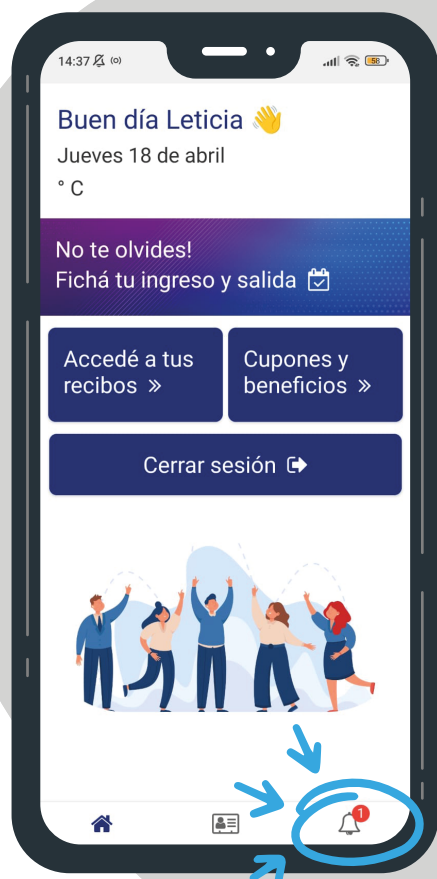 14:37
58
Buen día Leticia 👋
Jueves 18 de abril
° C
No te olvides!
Fichá tu ingreso y salida
Accedé a tus
recibos »
Cupones y
beneficios »
Cerrar sesión
1